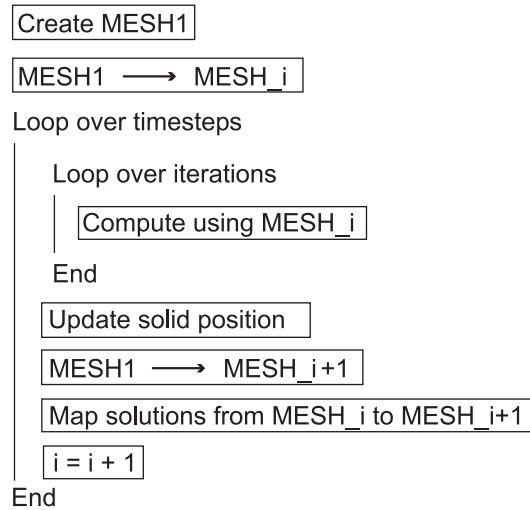 Create MESH1
MESH1 ⟶ MESH_i
Loop over timesteps
Loop over iterations
Compute using MESH_i
End
Update solid position
MESH1 ⟶ MESH_i+1
Map solutions from MESH_i to MESH_i+1
i = i + 1
End